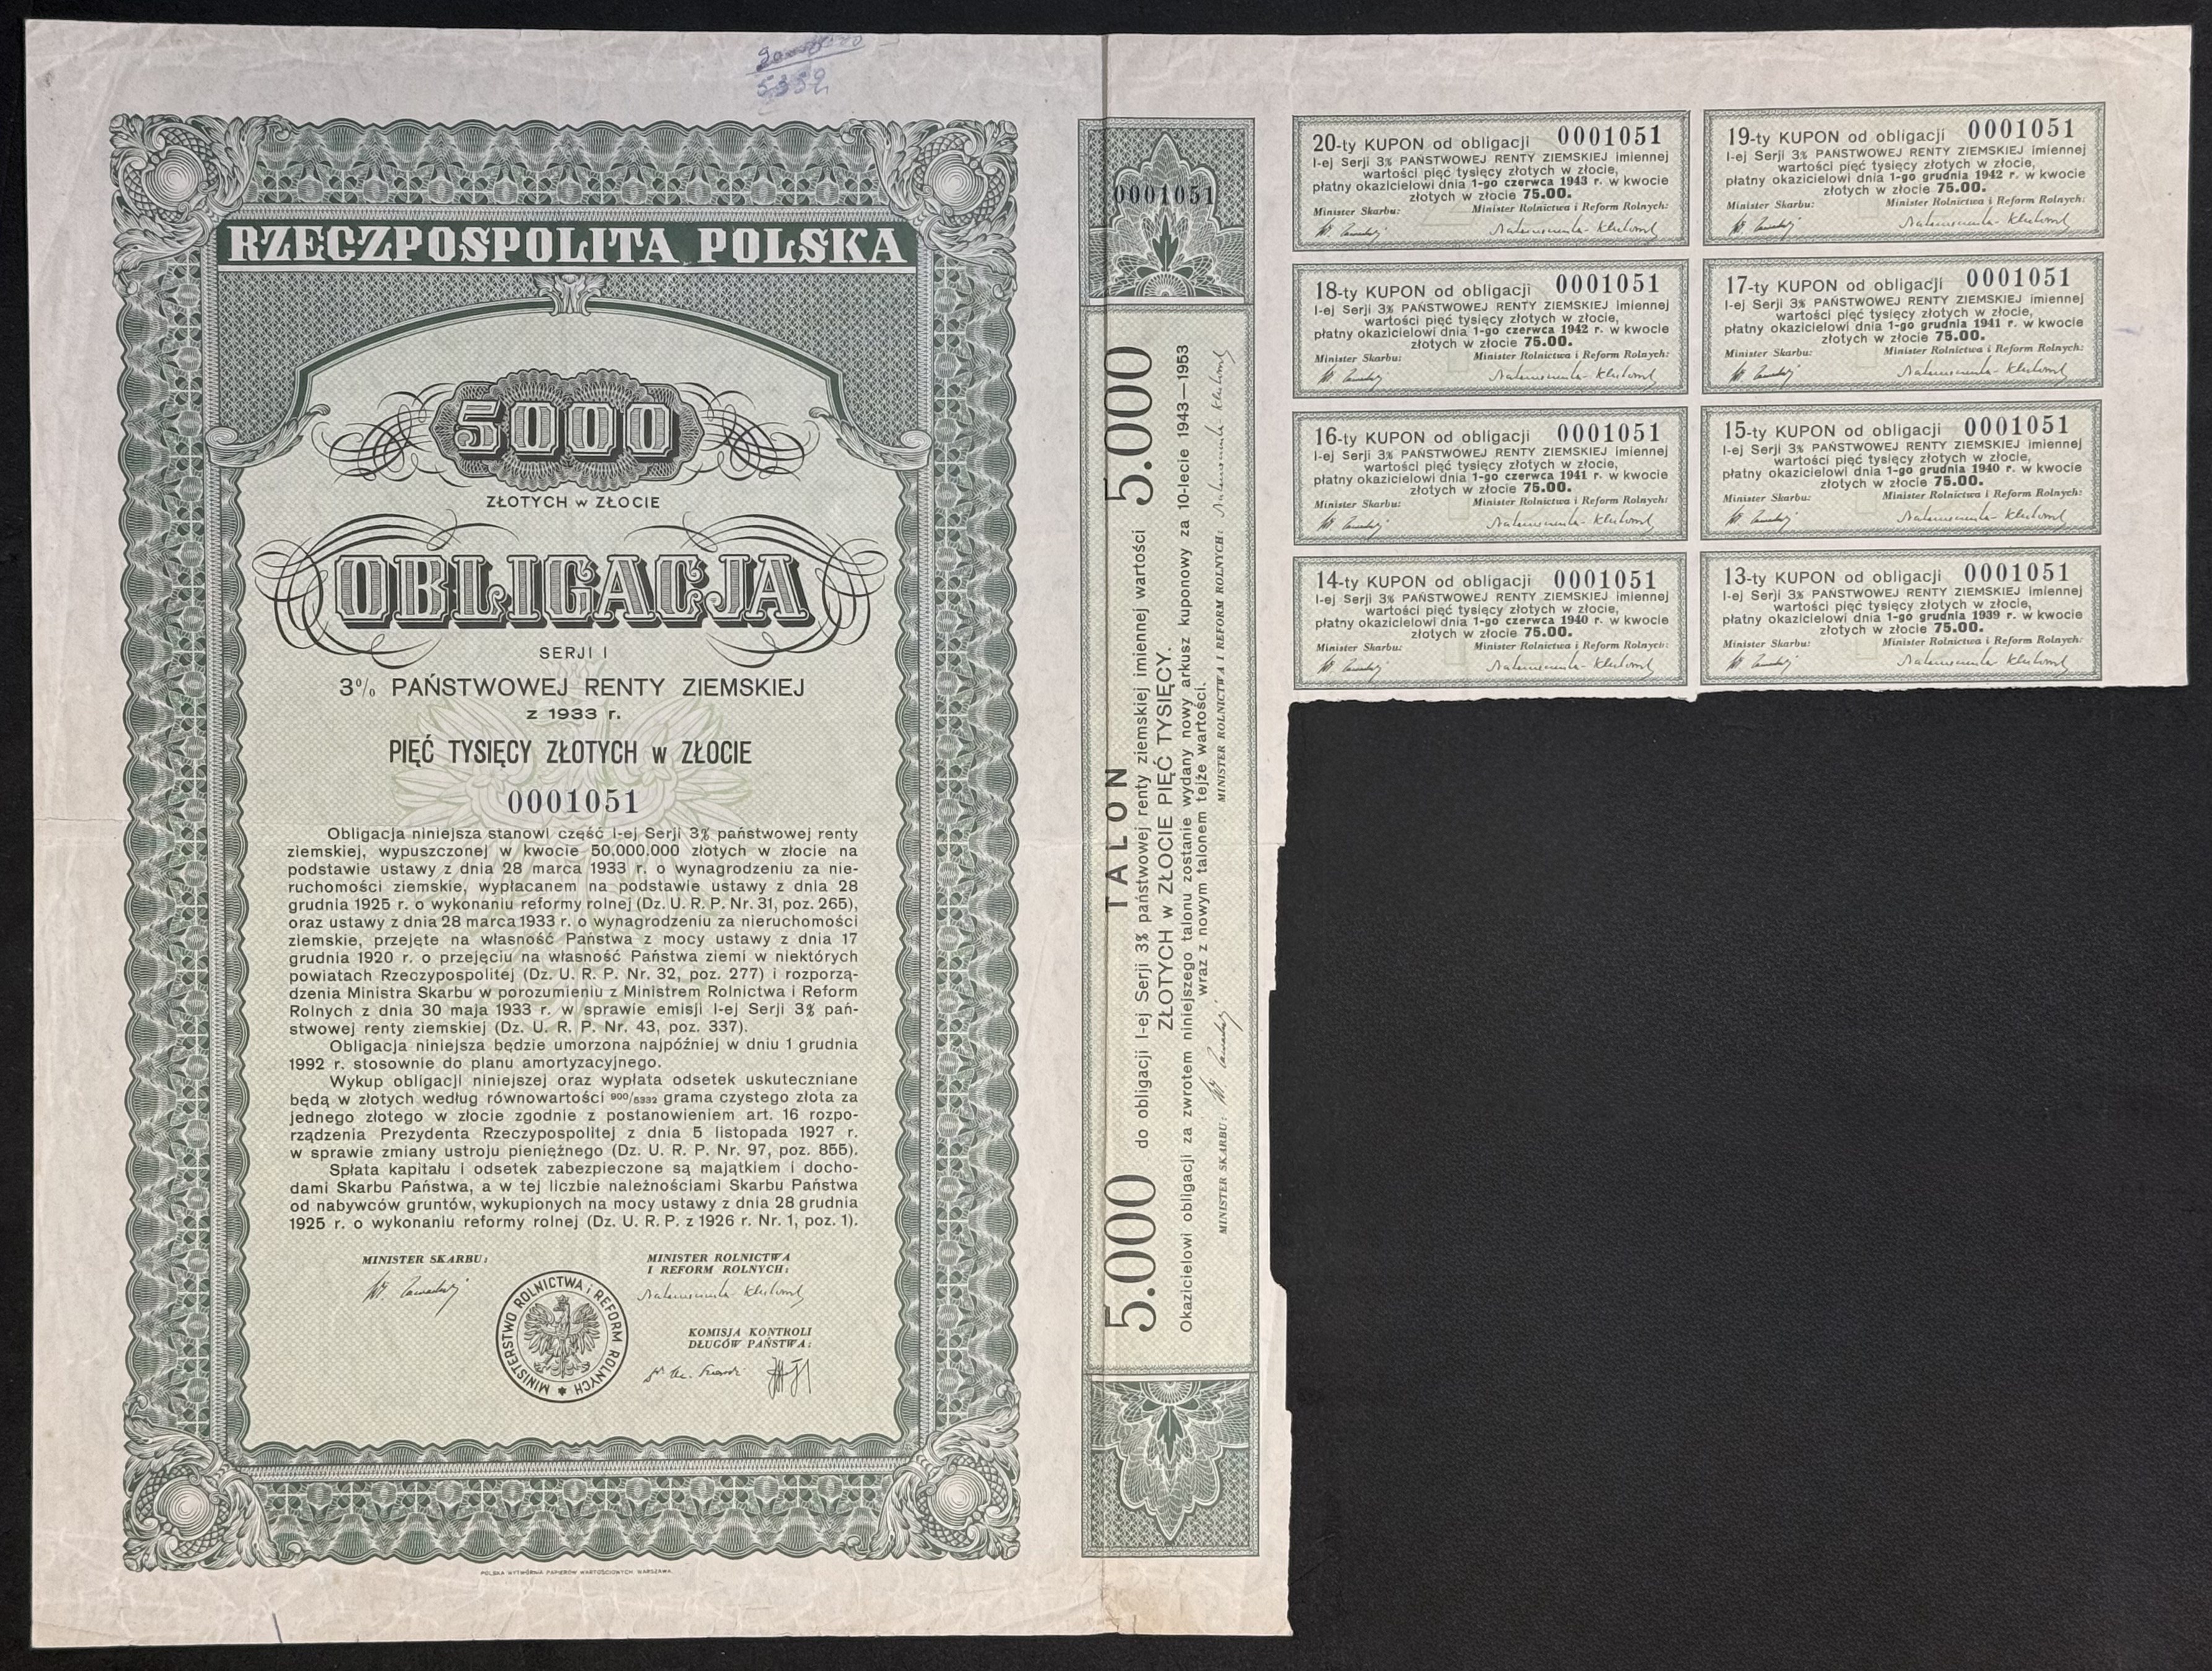 5332
RZECZPOSPOLITA POLSKA
5000
ZŁOTYCH w ZŁOCIE
OBLIGACJA
SERJI I
3% PAŃSTWOWEJ RENTY ZIEMSKIEJ
z 1933 r.
PIĘĆ TYSIĘCY ZŁOTYCH w ZŁOCIE
0001051
Obligacja niniejsza stanowi część I-ej Serji 3% państwowej renty
ziemskiej, wypuszczonej w kwocie 50.000.000 złotych w złocie na
podstawie ustawy z dnia 28 marca 1933 r. o wynagrodzeniu za nie-
ruchomości ziemskie, wypłacanem na podstawie ustawy z dnia 28
grudnia 1925 r. o wykonaniu reformy rolnej (Dz. U. R. P. Nr. 31, poz. 265),
oraz ustawy z dnia 28 marca 1933 r. o wynagrodzeniu za nieruchomości
ziemskie, przejęte na własność Państwa z mocy ustawy z dnia 17
grudnia 1920 r. o przejęciu na własność Państwa ziemi w niektórych
powiatach Rzeczypospolitej (Dz. U. R. P. Nr. 32, poz. 277) i rozporzą-
dzenia Ministra Skarbu w porozumieniu z Ministrem Rolnictwa i Reform
Rolnych z dnia 30 maja 1933 r. w sprawie emisji I-ej Serji 3% pań-
stwowej renty ziemskiej (Dz. U. R. P. Nr. 43, poz. 337).
Obligacja niniejsza będzie umorzona najpóźniej w dniu 1 grudnia
1992 r. stosownie do planu amortyzacyjnego.
Wykup obligacji niniejszej oraz wypłata odsetek uskuteczniane
będą w złotych według równowartości 900/5332 grama czystego złota za
jednego złotego w złocie zgodnie z postanowieniem art. 16 rozpo-
rządzenia Prezydenta Rzeczypospolitej z dnia 5 listopada 1927 r.
w sprawie zmiany ustroju pieniężnego (Dz. U. R. P. Nr. 97, poz. 855).
Spłata kapitału i odsetek zabezpieczone są majątkiem i docho-
dami Skarbu Państwa, a w tej liczbie należnościami Skarbu Państwa
od nabywców gruntów, wykupionych na mocy ustawy z dnia 28 grudnia
1925 r. o wykonaniu reformy rolnej (Dz. U. R. P. z 1926 r. Nr. 1, poz. 1).
MINISTER SKARBU:
MINISTER ROLNICTWA
I REFORM ROLNYCH:
MINISTERSTWO ROLNICTWA i REFORM ROLNYCH
KOMISJA KONTROLI
DŁUGÓW PAŃSTWA:
POLSKA WYTWÓRNIA PAPIERÓW WARTOŚCIOWYCH WARSZAWA
0001051
TALON
5.000 do obligacji I-ej Serji 3% państwowej renty ziemskiej imiennej wartości 5.000
ZŁOTYCH w ZŁOCIE PIĘĆ TYSIĘCY.
Okazicielowi obligacji za zwrotem niniejszego talonu zostanie wydany nowy arkusz kuponowy za 10-lecie 1943—1953
wraz z nowym talonem tejże wartości.
MINISTER SKARBU:
MINISTER ROLNICTWA I REFORM ROLNYCH:
20-ty KUPON od obligacji 0001051
I-ej Serji 3% PAŃSTWOWEJ RENTY ZIEMSKIEJ imiennej
wartości pięć tysięcy złotych w złocie,
płatny okazicielowi dnia 1-go czerwca 1943 r. w kwocie
złotych w złocie 75.00.
Minister Skarbu: Minister Rolnictwa i Reform Rolnych:
19-ty KUPON od obligacji 0001051
I-ej Serji 3% PAŃSTWOWEJ RENTY ZIEMSKIEJ imiennej
wartości pięć tysięcy złotych w złocie,
płatny okazicielowi dnia 1-go grudnia 1942 r. w kwocie
złotych w złocie 75.00.
Minister Skarbu: Minister Rolnictwa i Reform Rolnych:
18-ty KUPON od obligacji 0001051
I-ej Serji 3% PAŃSTWOWEJ RENTY ZIEMSKIEJ imiennej
wartości pięć tysięcy złotych w złocie,
płatny okazicielowi dnia 1-go czerwca 1942 r. w kwocie
złotych w złocie 75.00.
Minister Skarbu: Minister Rolnictwa i Reform Rolnych:
17-ty KUPON od obligacji 0001051
I-ej Serji 3% PAŃSTWOWEJ RENTY ZIEMSKIEJ imiennej
wartości pięć tysięcy złotych w złocie,
płatny okazicielowi dnia 1-go grudnia 1941 r. w kwocie
złotych w złocie 75.00.
Minister Skarbu: Minister Rolnictwa i Reform Rolnych:
16-ty KUPON od obligacji 0001051
I-ej Serji 3% PAŃSTWOWEJ RENTY ZIEMSKIEJ imiennej
wartości pięć tysięcy złotych w złocie,
płatny okazicielowi dnia 1-go czerwca 1941 r. w kwocie
złotych w złocie 75.00.
Minister Skarbu: Minister Rolnictwa i Reform Rolnych:
15-ty KUPON od obligacji 0001051
I-ej Serji 3% PAŃSTWOWEJ RENTY ZIEMSKIEJ imiennej
wartości pięć tysięcy złotych w złocie,
płatny okazicielowi dnia 1-go grudnia 1940 r. w kwocie
złotych w złocie 75.00.
Minister Skarbu: Minister Rolnictwa i Reform Rolnych:
14-ty KUPON od obligacji 0001051
I-ej Serji 3% PAŃSTWOWEJ RENTY ZIEMSKIEJ imiennej
wartości pięć tysięcy złotych w złocie,
płatny okazicielowi dnia 1-go czerwca 1940 r. w kwocie
złotych w złocie 75.00.
Minister Skarbu: Minister Rolnictwa i Reform Rolnych:
13-ty KUPON od obligacji 0001051
I-ej Serji 3% PAŃSTWOWEJ RENTY ZIEMSKIEJ imiennej
wartości pięć tysięcy złotych w złocie,
płatny okazicielowi dnia 1-go grudnia 1939 r. w kwocie
złotych w złocie 75.00.
Minister Skarbu: Minister Rolnictwa i Reform Rolnych: